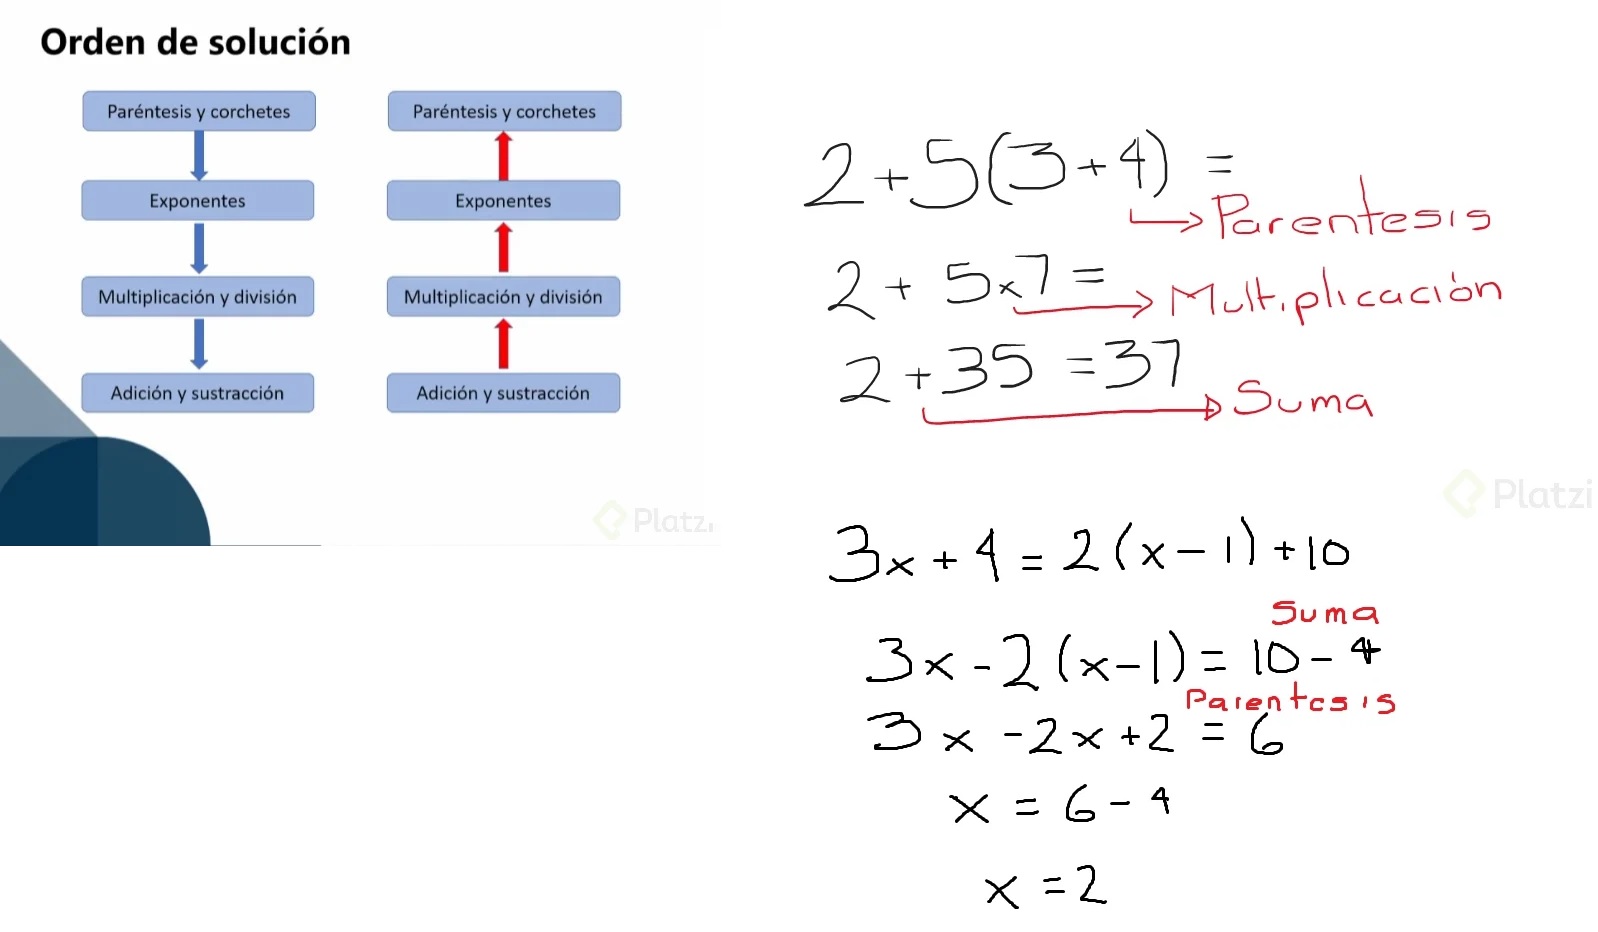 Orden de solución
Paréntesis y corchetes
Exponentes
Multiplicación y división
Adición y sustracción
Paréntesis y corchetes
Exponentes
Multiplicación y división
Adición y sustracción
Platzi
2+5(3+4) =
Parentesis
2 + 5x7 =
Multiplicación
2 + 35 = 37
Suma
Platzi
3x + 4 = 2(x - 1) + 10
Suma
3x - 2(x - 1) = 10 - 4
Parentesis
3x - 2x + 2 = 6
x = 6 - 4
x = 2